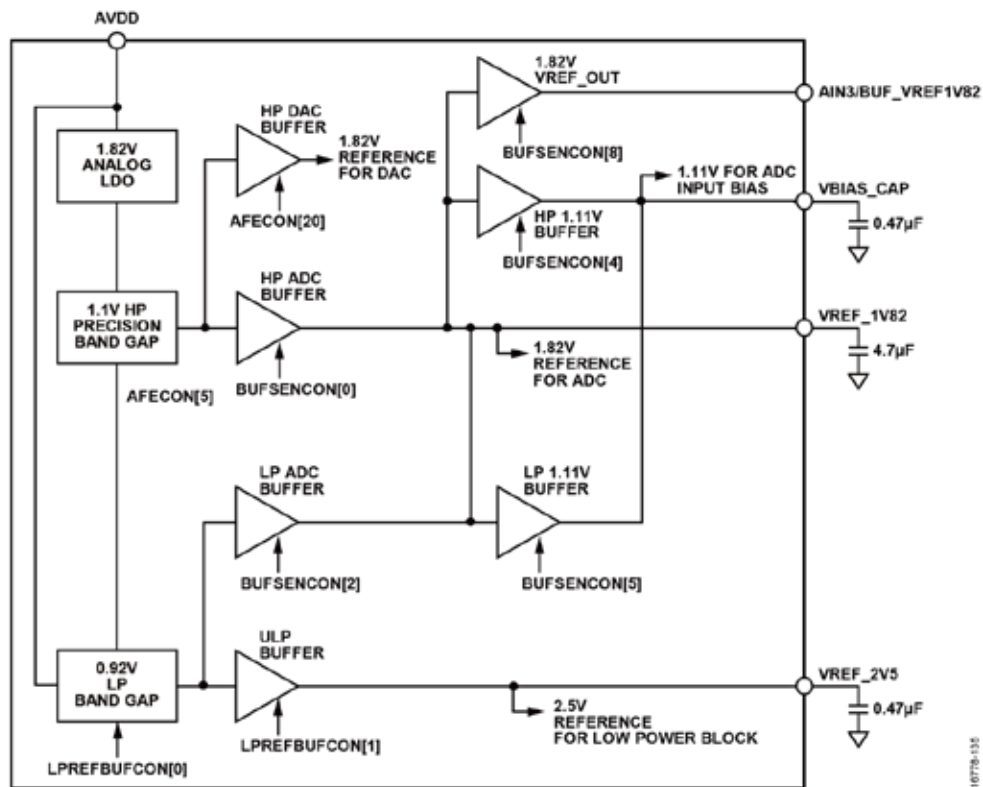 AVDD
1.82V
ANALOG
LDO
1.1V HP
PRECISION
BAND GAP
AFECON[5]
0.92V
LP
BAND GAP
LPREFBUFCON[0]
HP DAC
BUFFER
1.82V
REFERENCE
FOR DAC
AFECON[20]
HP ADC
BUFFER
BUFSENCON[0]
LP ADC
BUFFER
BUFSENCON[2]
ULP
BUFFER
LPREFBUFCON[1]
1.82V
VREF_OUT
BUFSENCON[8]
HP 1.11V
BUFFER
BUFSENCON[4]
1.11V FOR ADC
INPUT BIAS
1.82V
REFERENCE
FOR ADC
LP 1.11V
BUFFER
BUFSENCON[5]
2.5V
REFERENCE
FOR LOW POWER BLOCK
AIN3/BUF_VREF1V82
VBIAS_CAP
0.47µF
VREF_1V82
4.7µF
VREF_2V5
0.47µF
16778-135